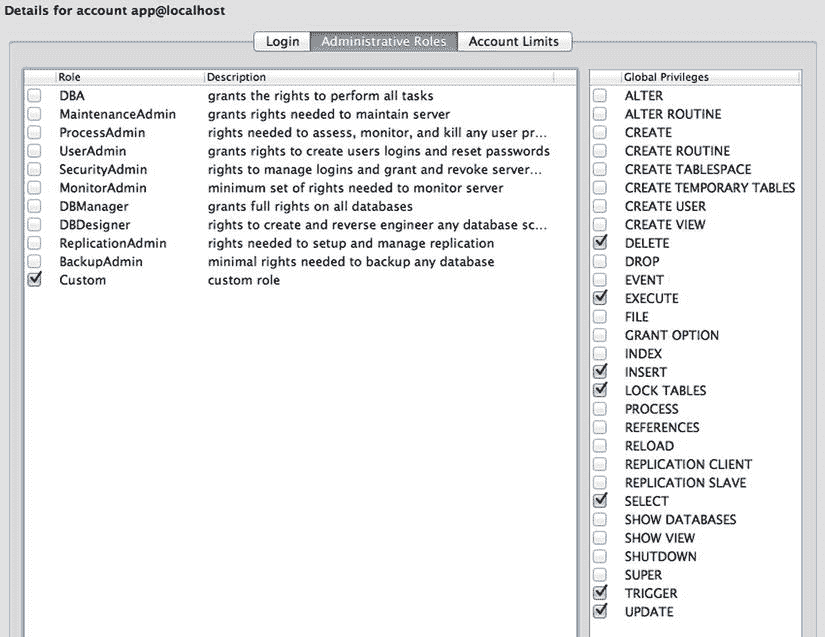 Details for account app@localhost
Login Administrative Roles Account Limits
Role Description
DBA grants the rights to perform all tasks
MaintenanceAdmin grants rights needed to maintain server
ProcessAdmin rights needed to assess, monitor, and kill any user pr...
UserAdmin grants rights to create users logins and reset passwords
SecurityAdmin rights to manage logins and grant and revoke server...
MonitorAdmin minimum set of rights needed to monitor server
DBManager grants full rights on all databases
DBDesigner rights to create and reverse engineer any database sc...
ReplicationAdmin rights needed to setup and manage replication
BackupAdmin minimal rights needed to backup any database
Custom custom role
Global Privileges
ALTER
ALTER ROUTINE
CREATE
CREATE ROUTINE
CREATE TABLESPACE
CREATE TEMPORARY TABLES
CREATE USER
CREATE VIEW
DELETE
DROP
EVENT
EXECUTE
FILE
GRANT OPTION
INDEX
INSERT
LOCK TABLES
PROCESS
REFERENCES
RELOAD
REPLICATION CLIENT
REPLICATION SLAVE
SELECT
SHOW DATABASES
SHOW VIEW
SHUTDOWN
SUPER
TRIGGER
UPDATE